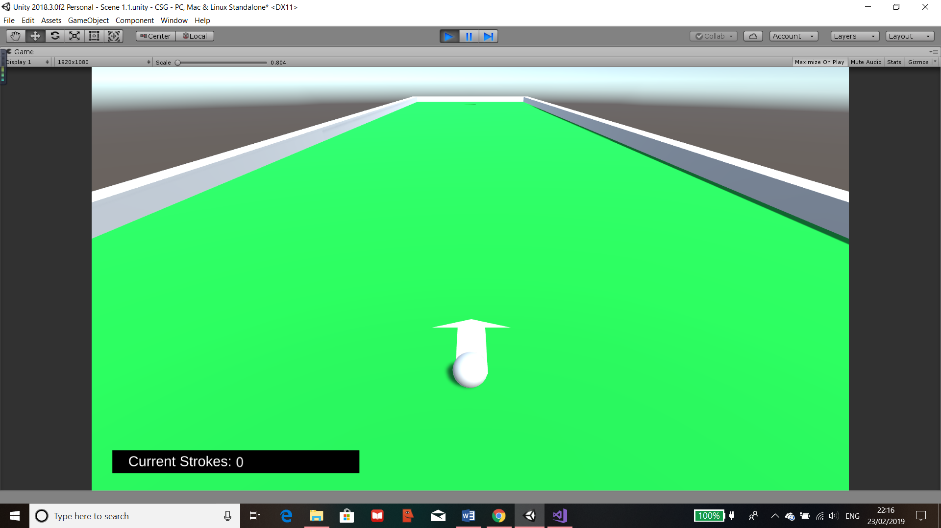 Unity 2018.3.0f2 Personal - Scene 1.1.unity - CSG - PC, Mac & Linux Standalone* <DX11>
File Edit Assets GameObject Component Window Help
Center Local Collab Account Layers Layout
Game
Display 1 1920x1080 Scale 0.804 Maximize On Play Mute Audio Stats Gizmos
Current Strokes: 0
Type here to search
100% ENG 22:16
23/02/2019